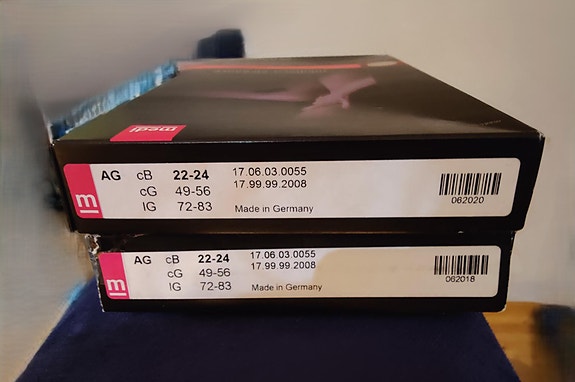 medi
m
AG cB 22-24 17.06.03.0055
cG 49-56 17.99.99.2008
lG 72-83 Made in Germany
062020
m
AG cB 22-24 17.06.03.0055
cG 49-56 17.99.99.2008
lG 72-83 Made in Germany
062018